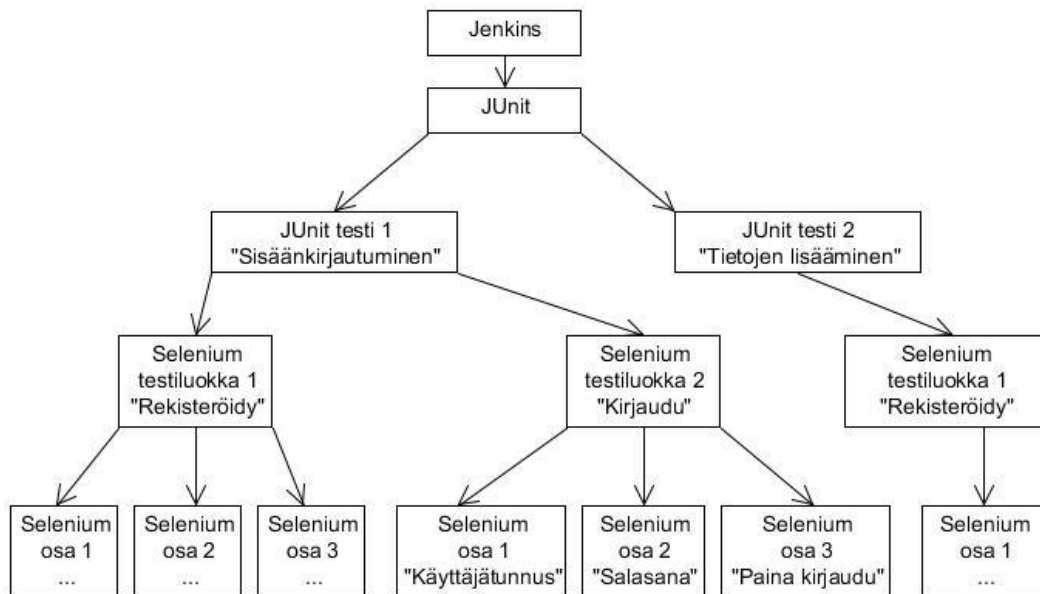 Jenkins
JUnit
JUnit testi 1
"Sisäänkirjautuminen"
JUnit testi 2
"Tietojen lisääminen"
Selenium
testiluokka 1
"Rekisteröidy"
Selenium
testiluokka 2
"Kirjaudu"
Selenium
testiluokka 1
"Rekisteröidy"
Selenium
osa 1
...
Selenium
osa 2
...
Selenium
osa 3
...
Selenium
osa 1
"Käyttäjätunnus"
Selenium
osa 2
"Salasana"
Selenium
osa 3
"Paina kirjaudu"
Selenium
osa 1
...